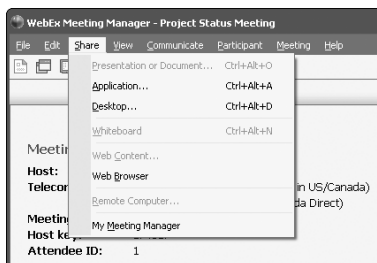 WebEx Meeting Manager - Project Status Meeting
File Edit Share View Communicate Participant Meeting Help
Presentation or Document... Ctrl+Alt+O
Application... Ctrl+Alt+A
Desktop... Ctrl+Alt+D
Whiteboard Ctrl+Alt+N
Web Content...
Web Browser
Remote Computer...
My Meeting Manager
Meetin
Host:
Telecon in US/Canada)
da Direct)
Meeting
Host ke
Attendee ID: 1